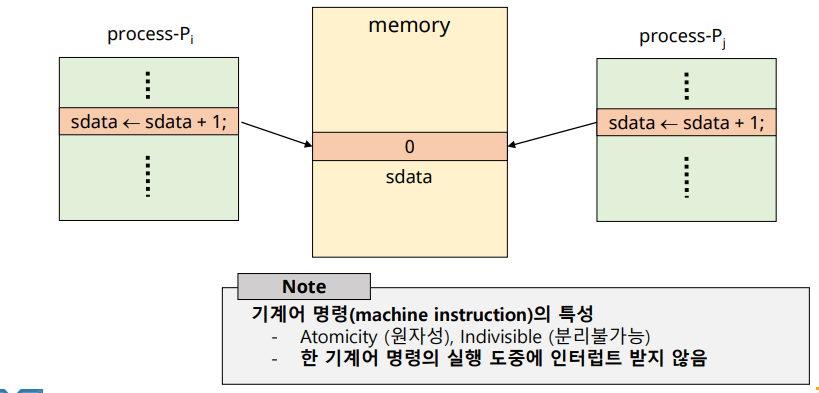 process-Pi
memory
process-Pj
sdata ← sdata + 1;
0
sdata ← sdata + 1;
sdata
Note
기계어 명령(machine instruction)의 특성
- Atomicity (원자성), Indivisible (분리불가능)
- 한 기계어 명령의 실행 도중에 인터럽트 받지 않음